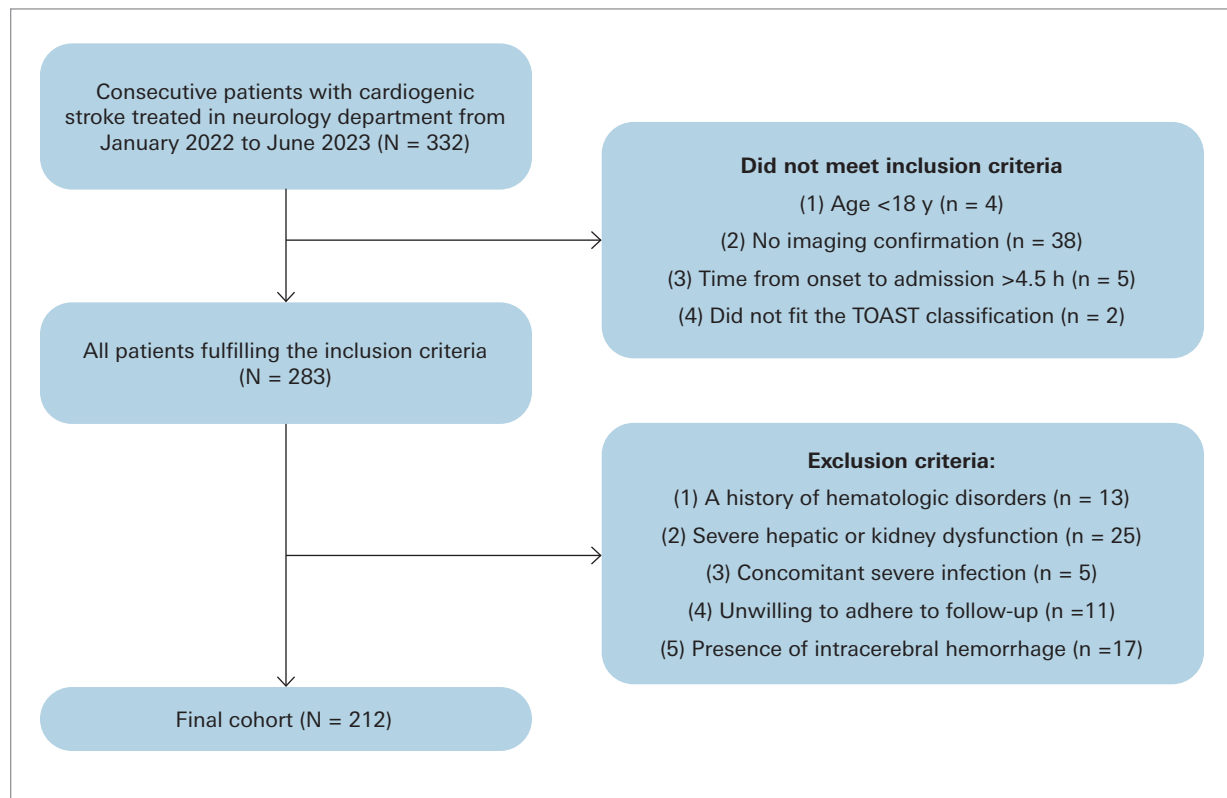 Consecutive patients with cardiogenic
stroke treated in neurology department from
January 2022 to June 2023 (N = 332)
Did not meet inclusion criteria
(1) Age <18 y (n = 4)
(2) No imaging confirmation (n = 38)
(3) Time from onset to admission >4.5 h (n = 5)
(4) Did not fit the TOAST classification (n = 2)
All patients fulfilling the inclusion criteria
(N = 283)
Exclusion criteria:
(1) A history of hematologic disorders (n = 13)
(2) Severe hepatic or kidney dysfunction (n = 25)
(3) Concomitant severe infection (n = 5)
(4) Unwilling to adhere to follow-up (n =11)
(5) Presence of intracerebral hemorrhage (n =17)
Final cohort (N = 212)